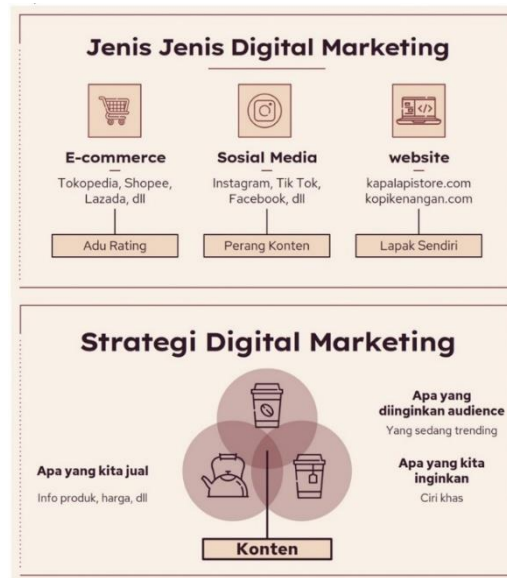 Jenis Jenis Digital Marketing
E-commerce
Tokopedia, Shopee,
Lazada, dll
Adu Rating
Sosial Media
Instagram, Tik Tok,
Facebook, dll
Perang Konten
website
kapalapistore.com
kopikenangan.com
Lapak Sendiri
Strategi Digital Marketing
Apa yang kita jual
Info produk, harga, dll
Apa yang
diinginkan audience
Yang sedang trending
Apa yang kita
inginkan
Ciri khas
Konten